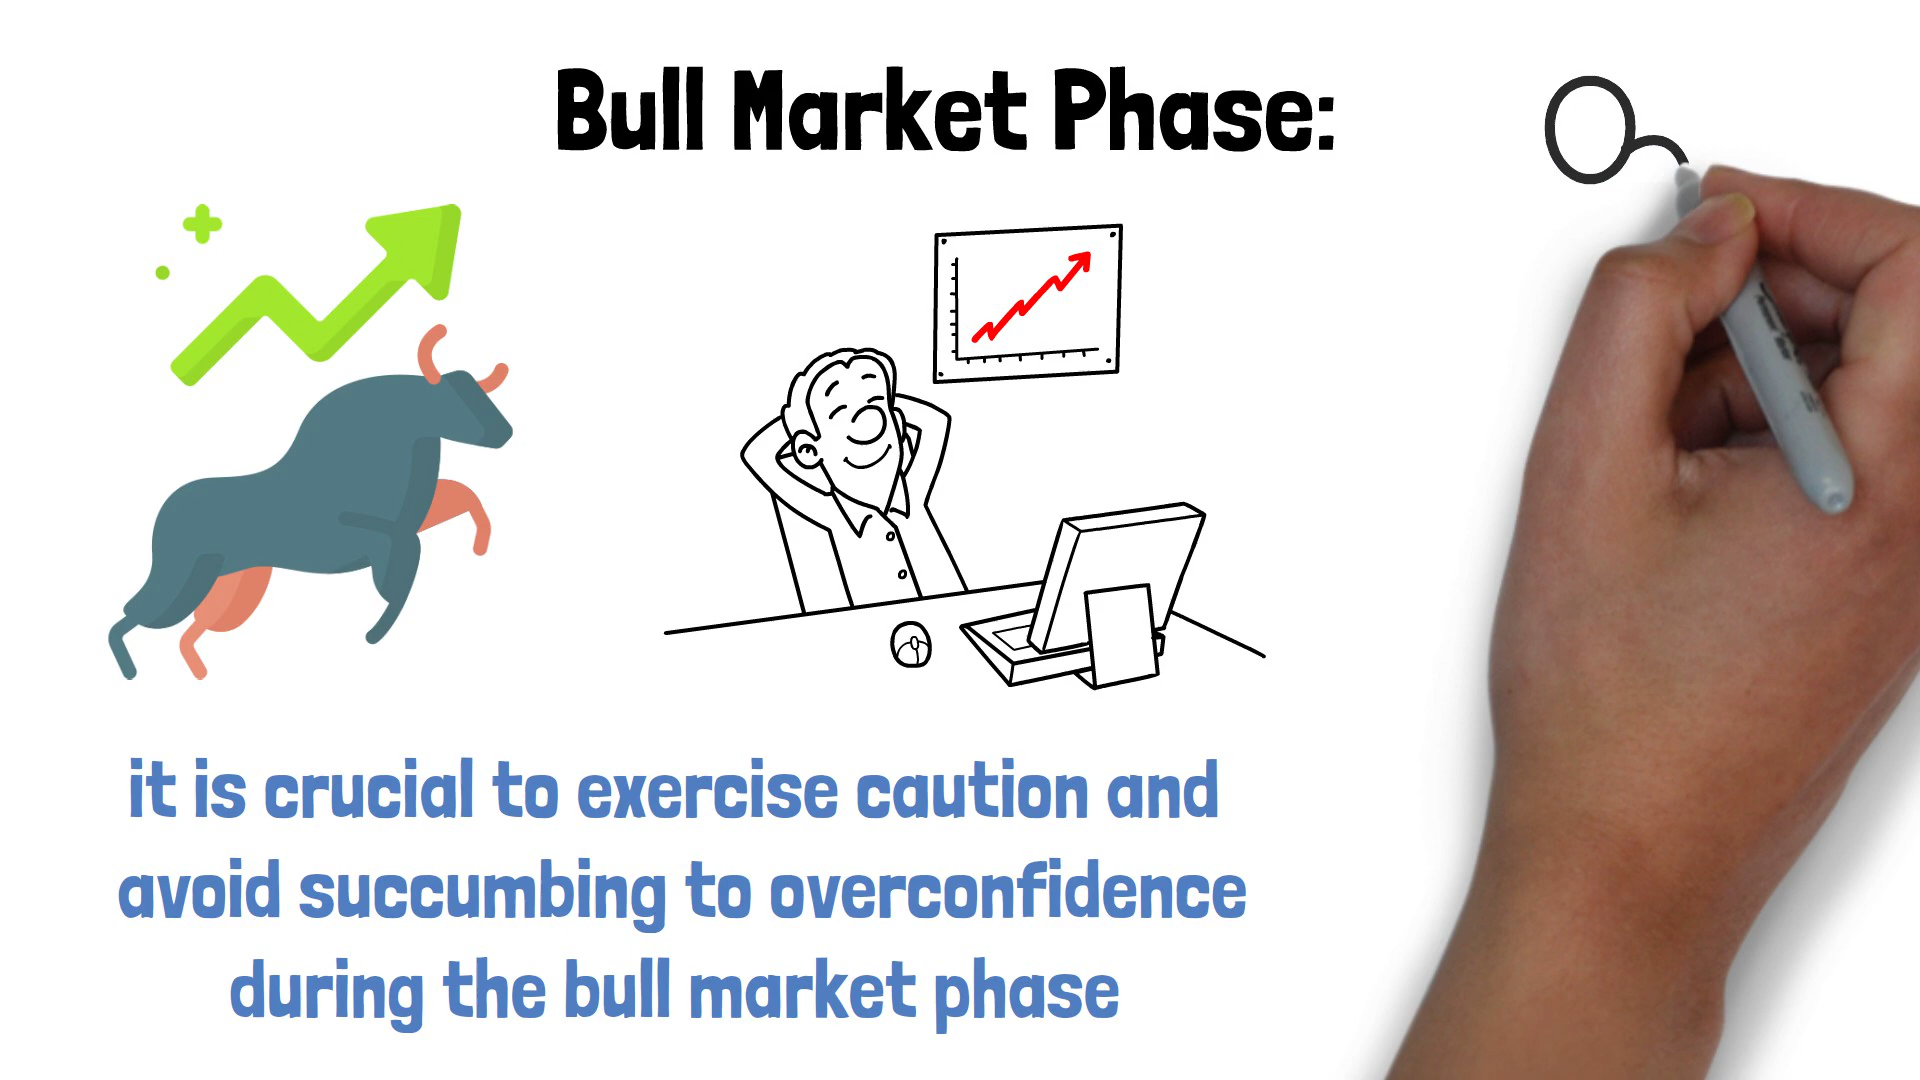 Bull Market Phase:
it is crucial to exercise caution and
avoid succumbing to overconfidence
during the bull market phase